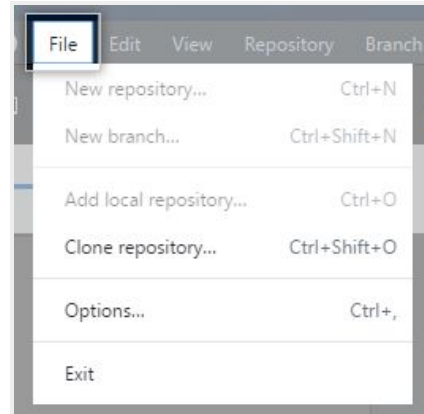 File Edit View Repository Branch
New repository... Ctrl+N
New branch... Ctrl+Shift+N
Add local repository... Ctrl+O
Clone repository... Ctrl+Shift+O
Options... Ctrl+,
Exit